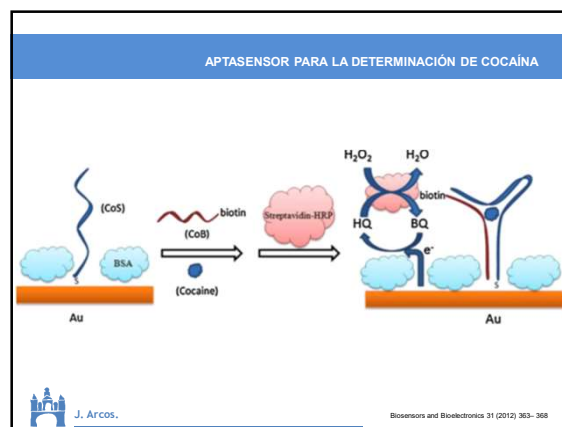 APTASENSOR PARA LA DETERMINACIÓN DE COCAÍNA
H₂O₂ H₂O
(CoS)
biotin
(CoB)
Streptavidin-HRP
biotin
HQ BQ
BSA
e⁻
(Cocaine)
S
S
Au
Au
J. Arcos.
Biosensors and Bioelectronics 31 (2012) 363– 368